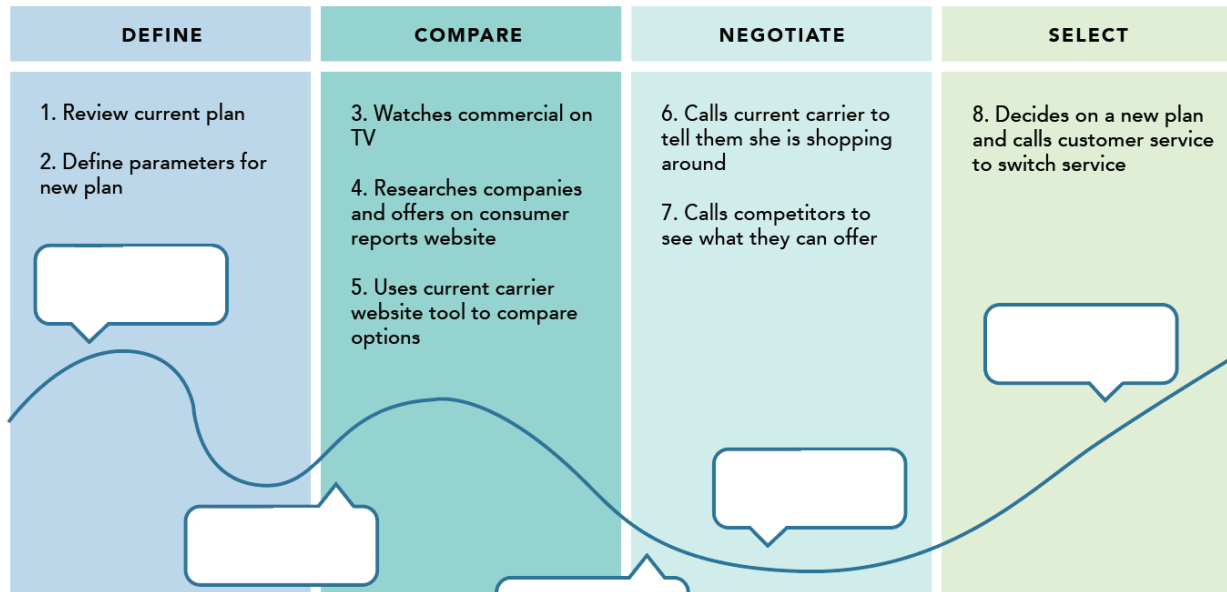 DEFINE
COMPARE
NEGOTIATE
SELECT
1. Review current plan
2. Define parameters for
new plan
3. Watches commercial on
TV
4. Researches companies
and offers on consumer
reports website
5. Uses current carrier
website tool to compare
options
6. Calls current carrier to
tell them she is shopping
around
7. Calls competitors to
see what they can offer
8. Decides on a new plan
and calls customer service
to switch service